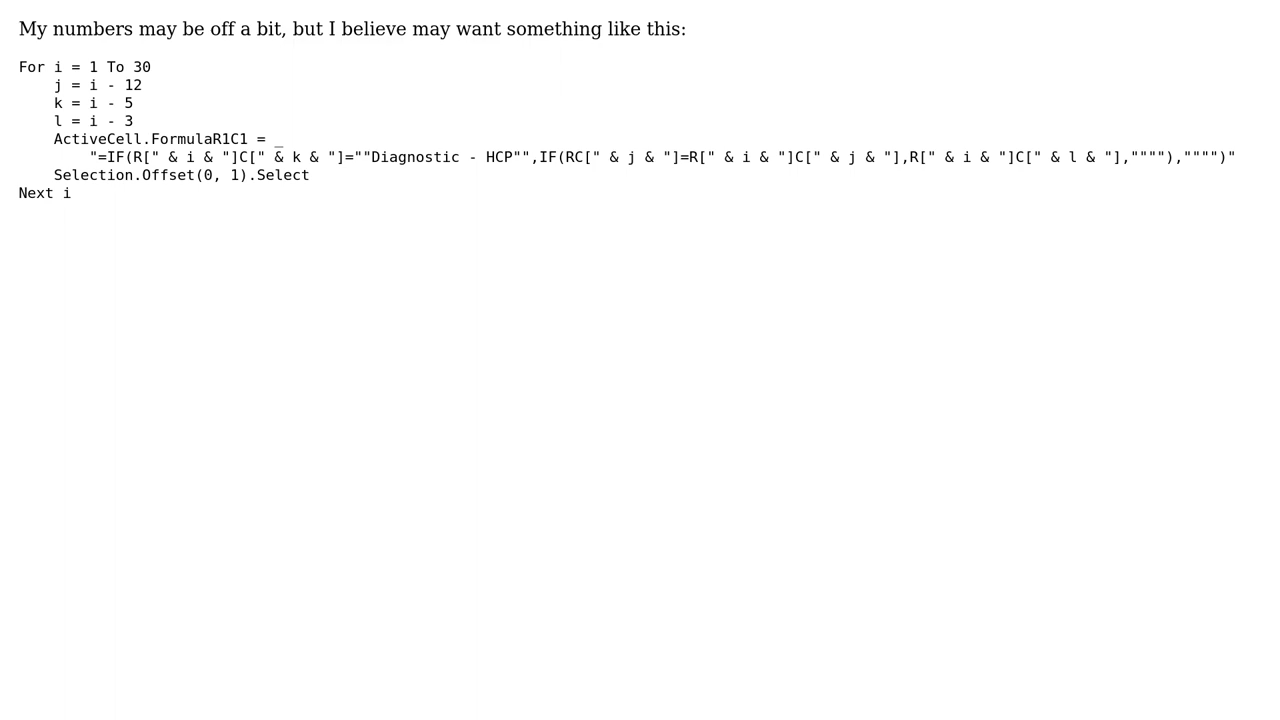 My numbers may be off a bit, but I believe may want something like this:
For i = 1 To 30
    j = i - 12
    k = i - 5
    l = i - 3
    ActiveCell.FormulaR1C1 = _
        "=IF(R[" & i & "]C[" & k & "]=""Diagnostic - HCP"",IF(RC[" & j & "]=R[" & i & "]C[" & j & "],R[" & i & "]C[" & l & "],""""),"""")"
    Selection.Offset(0, 1).Select
Next i